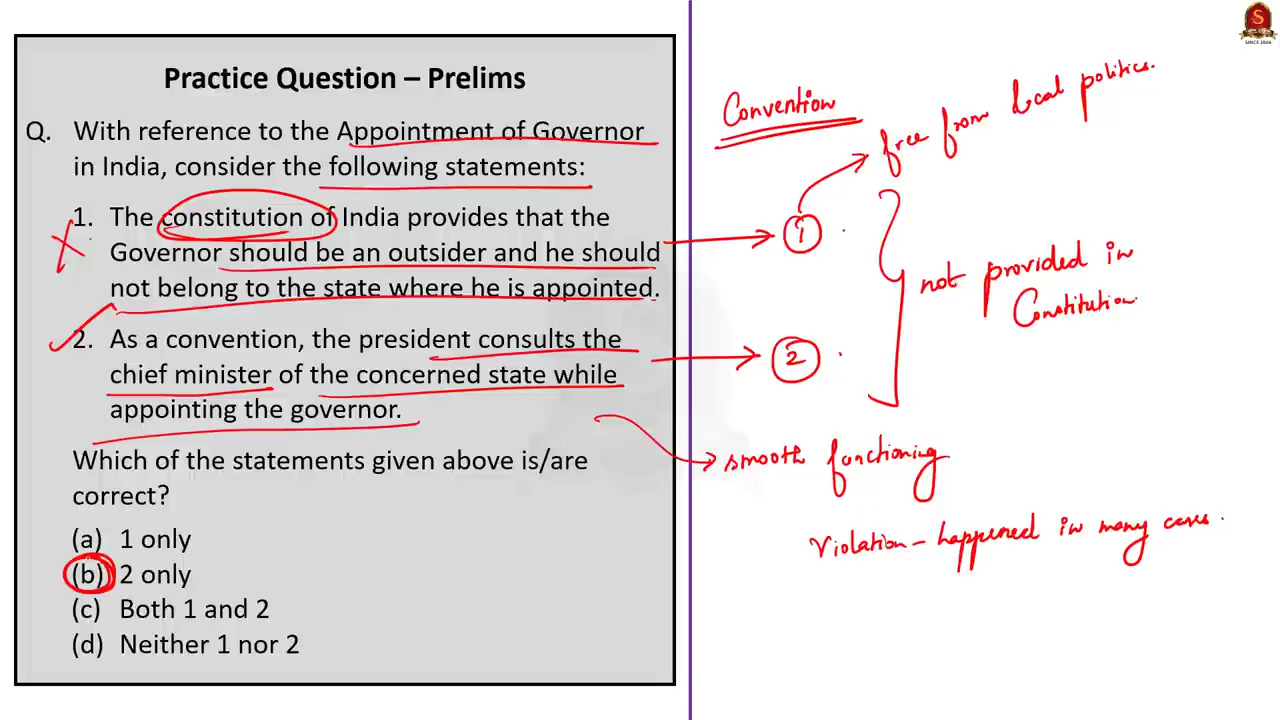 Practice Question – Prelims
Q. With reference to the Appointment of Governor
in India, consider the following statements:
1. The constitution of India provides that the
Governor should be an outsider and he should
not belong to the state where he is appointed.
2. As a convention, the president consults the
chief minister of the concerned state while
appointing the governor.
Which of the statements given above is/are
correct?
(a) 1 only
(b) 2 only
(c) Both 1 and 2
(d) Neither 1 nor 2
Convention
free from local politics.
1
not provided in
Constitution
2
smooth functioning
Violation - happened in many cases.
S
SINCE 2004